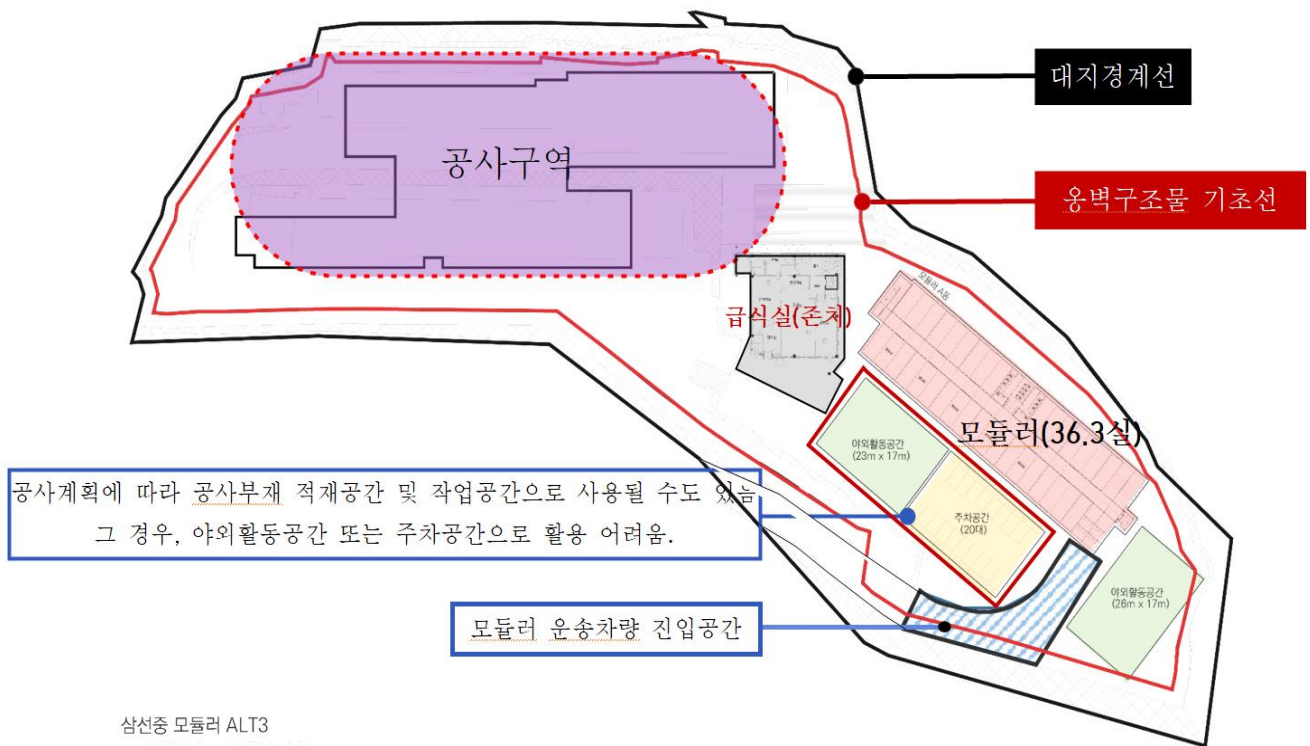 대지경계선
공사구역
옹벽구조물 기초선
모듈러 A동
급식실(존치)
모듈러(36.3실)
야외활동공간
(23m x 17m)
공사계획에 따라 공사부재 적재공간 및 작업공간으로 사용될 수도 있음
그 경우, 야외활동공간 또는 주차공간으로 활용 어려움.
주차공간
(20대)
야외활동공간
(26m x 17m)
모듈러 운송차량 진입공간
삼선중 모듈러 ALT3